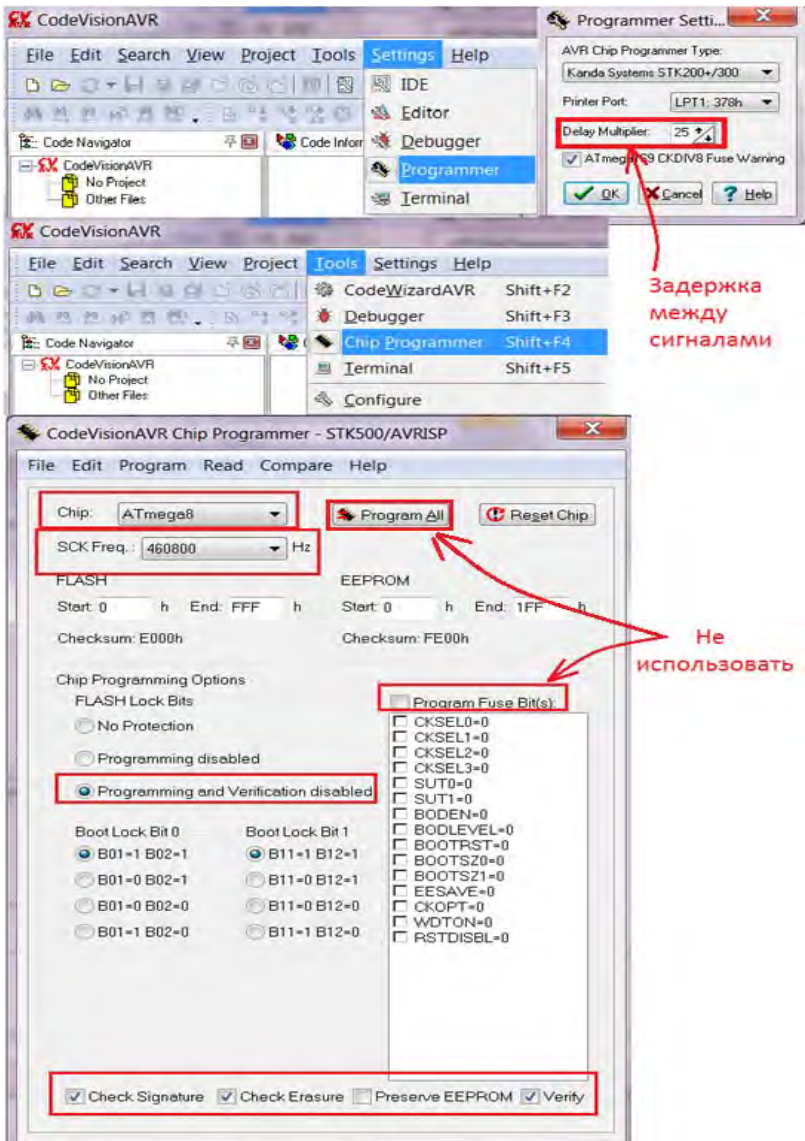 CodeVisionAVR
File Edit Search View Project Tools Settings Help
IDE
Editor
Debugger
Programmer
Terminal
Code Navigator
Code Infor
CodeVisionAVR
No Project
Other Files
Programmer Setti...
AVR Chip Programmer Type:
Kanda Systems STK200+/300
Printer Port: LPT1: 378h
Delay Multiplier: 25
CKDIV8 Fuse Warning
OK Cancel Help
Задержка
между
сигналами
CodeVisionAVR
File Edit Search View Project Tools Settings Help
CodeWizardAVR Shift+F2
Debugger Shift+F3
Chip Programmer Shift+F4
Terminal Shift+F5
Configure
Code Navigator
CodeVisionAVR
No Project
Other Files
CodeVisionAVR Chip Programmer - STK500/AVRISP
File Edit Program Read Compare Help
Chip: ATmega8 Program All Reset Chip
SCK Freq.: 460800 Hz
FLASH EEPROM
Start: 0 h End: FFF h Start: 0 h End: 1FF h
Checksum: E000h Checksum: FE00h
Не
использовать
Chip Programming Options
FLASH Lock Bits
No Protection
Programming disabled
Programming and Verification disabled
Boot Lock Bit 0 Boot Lock Bit 1
B01=1 B02=1 B11=1 B12=1
B01=0 B02=1 B11=0 B12=1
B01=0 B02=0 B11=0 B12=0
B01=1 B02=0 B11=1 B12=0
Program Fuse Bit(s):
CKSEL0=0
CKSEL1=0
CKSEL2=0
CKSEL3=0
SUT0=0
SUT1=0
BODEN=0
BODLEVEL=0
BOOTRST=0
BOOTSZ0=0
BOOTSZ1=0
EESAVE=0
CKOPT=0
WDTON=0
RSTDISBL=0
Check Signature Check Erasure Preserve EEPROM Verify